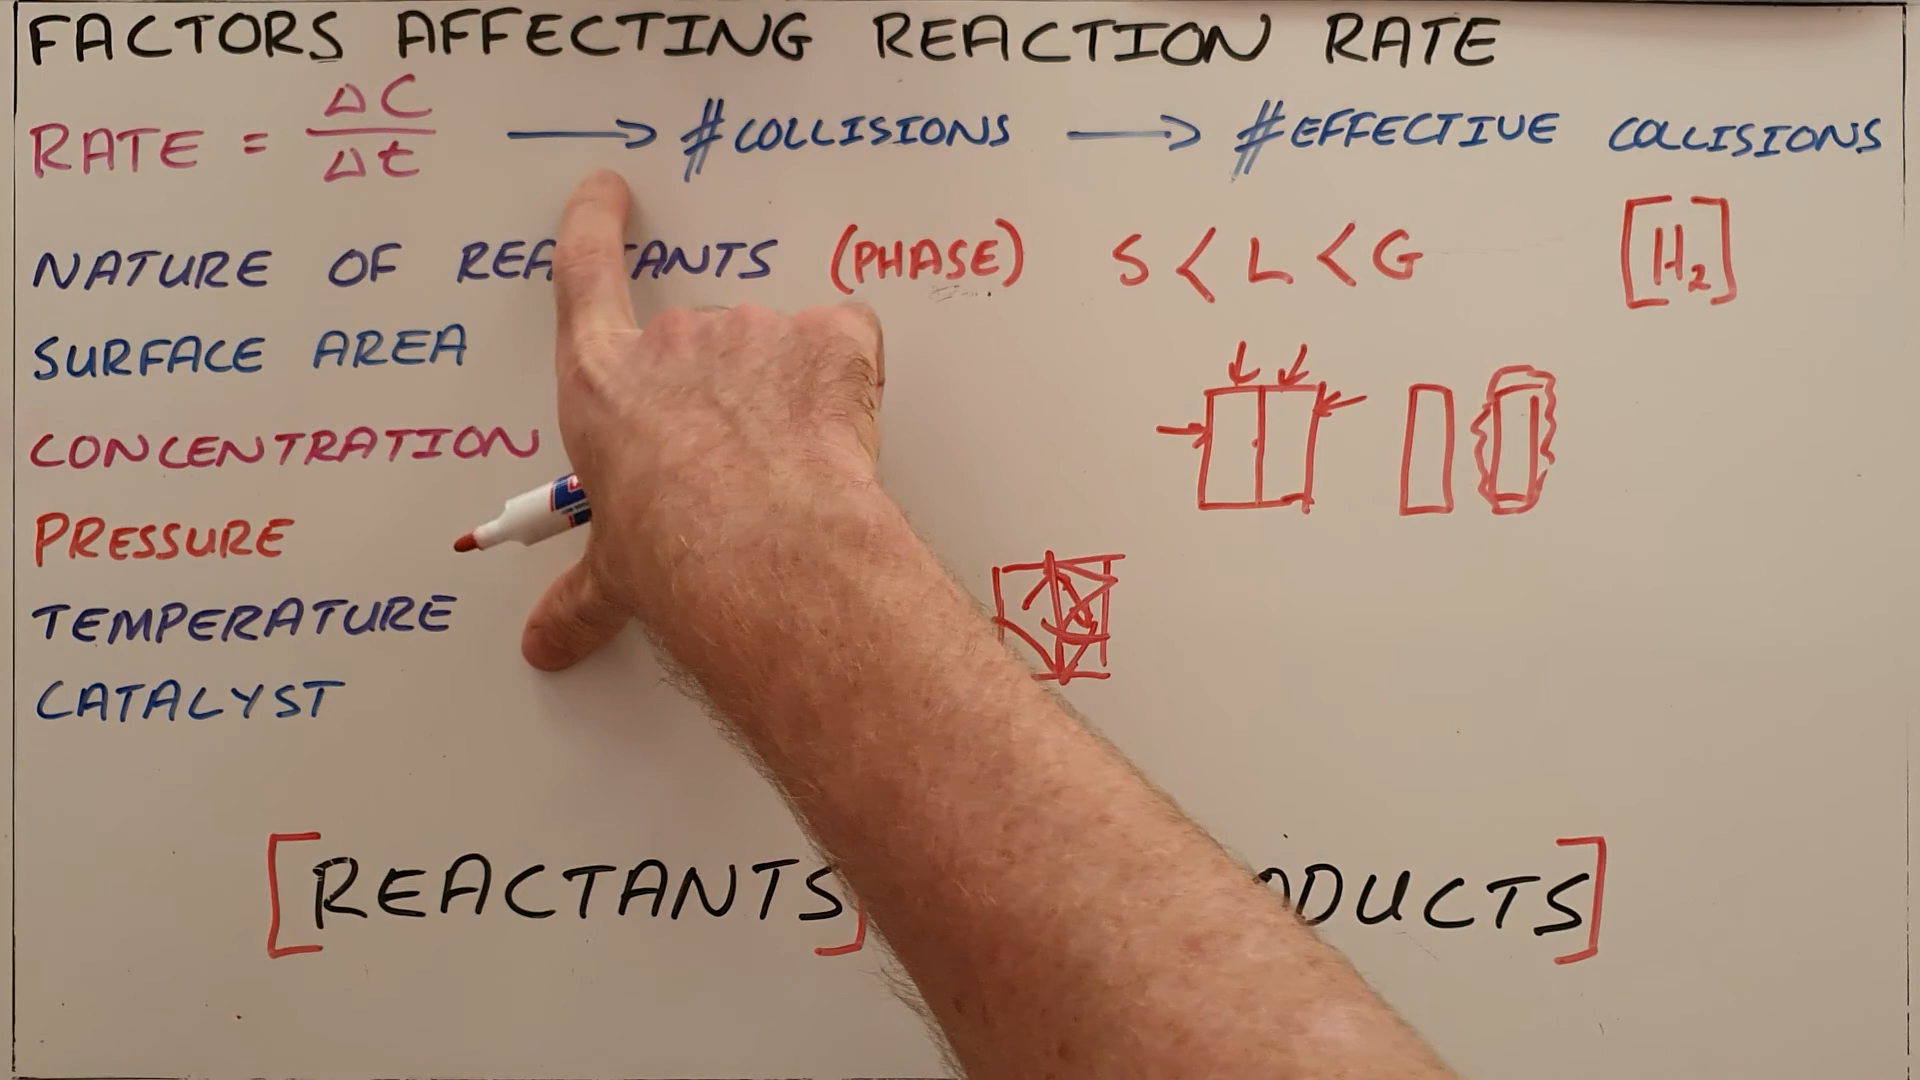 FACTORS AFFECTING REACTION RATE
RATE = ΔC/Δt → #COLLISIONS → #EFFECTIVE COLLISIONS
NATURE OF REA ANTS (PHASE) S < L < G [H₂]
SURFACE AREA
CONCENTRATION
PRESSURE
TEMPERATURE
CATALYST
[REACTANTS] ODUCTS]